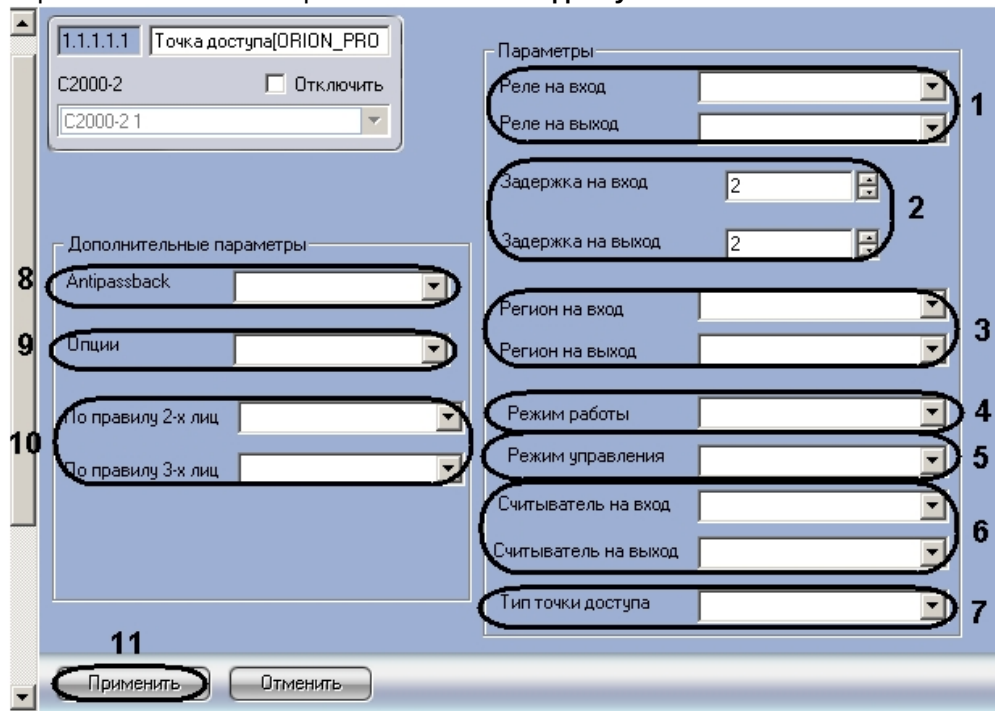 1.1.1.1.1 Точка доступа[ORION_PRO
С2000-2 Отключить
С2000-2 1
Параметры
Реле на вход
Реле на выход
1
Задержка на вход 2
Задержка на выход 2
2
Регион на вход
Регион на выход
3
Режим работы
4
Режим управления
5
Считыватель на вход
Считыватель на выход
6
Тип точки доступа
7
Дополнительные параметры
8 Antipassback
9 Опции
10
По правилу 2-х лиц
По правилу 3-х лиц
11
Применить Отменить